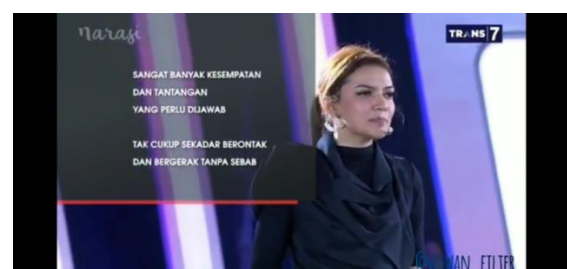 Narasi
TRANS 7
SANGAT BANYAK KESEMPATAN
DAN TANTANGAN
YANG PERLU DIJAWAB
TAK CUKUP SEKADAR BERONTAK
DAN BERGERAK TANPA SEBAB
FILTER